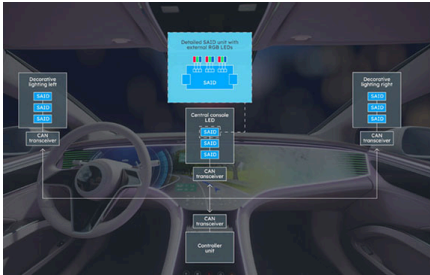 Detailed SAID unit with
external RGB LEDs
SAID
Decorative
lighting left
SAID
SAID
SAID
CAN
transceiver
Central console
LED
SAID
SAID
SAID
CAN
transceiver
Decorative
lighting right
SAID
SAID
SAID
CAN
transceiver
CAN
transceiver
Controller
unit